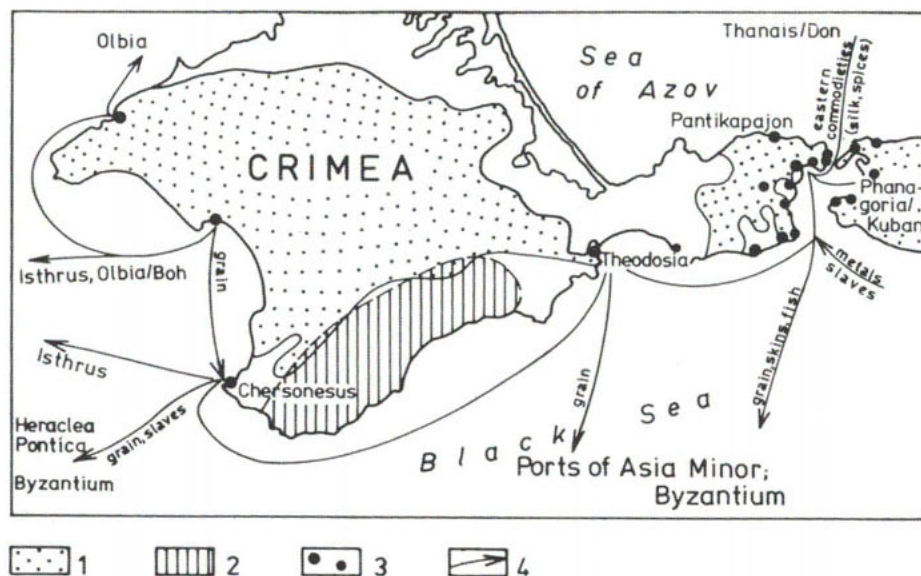 Olbia
Sea
of Azov
Thanais/Don
eastern
commodieties
(silk, spices)
Pantikapajon
CRIMEA
Phana-
goria/.
Kuban
Theodosia
Isthrus, Olbia/Boh
grain
metals
slaves
Isthrus
Chersonesus
grain
grain, skins, fish
Heraclea
Pontica
grain, slaves
Byzantium
Black Sea
Ports of Asia Minor;
Byzantium
1 2 3 4